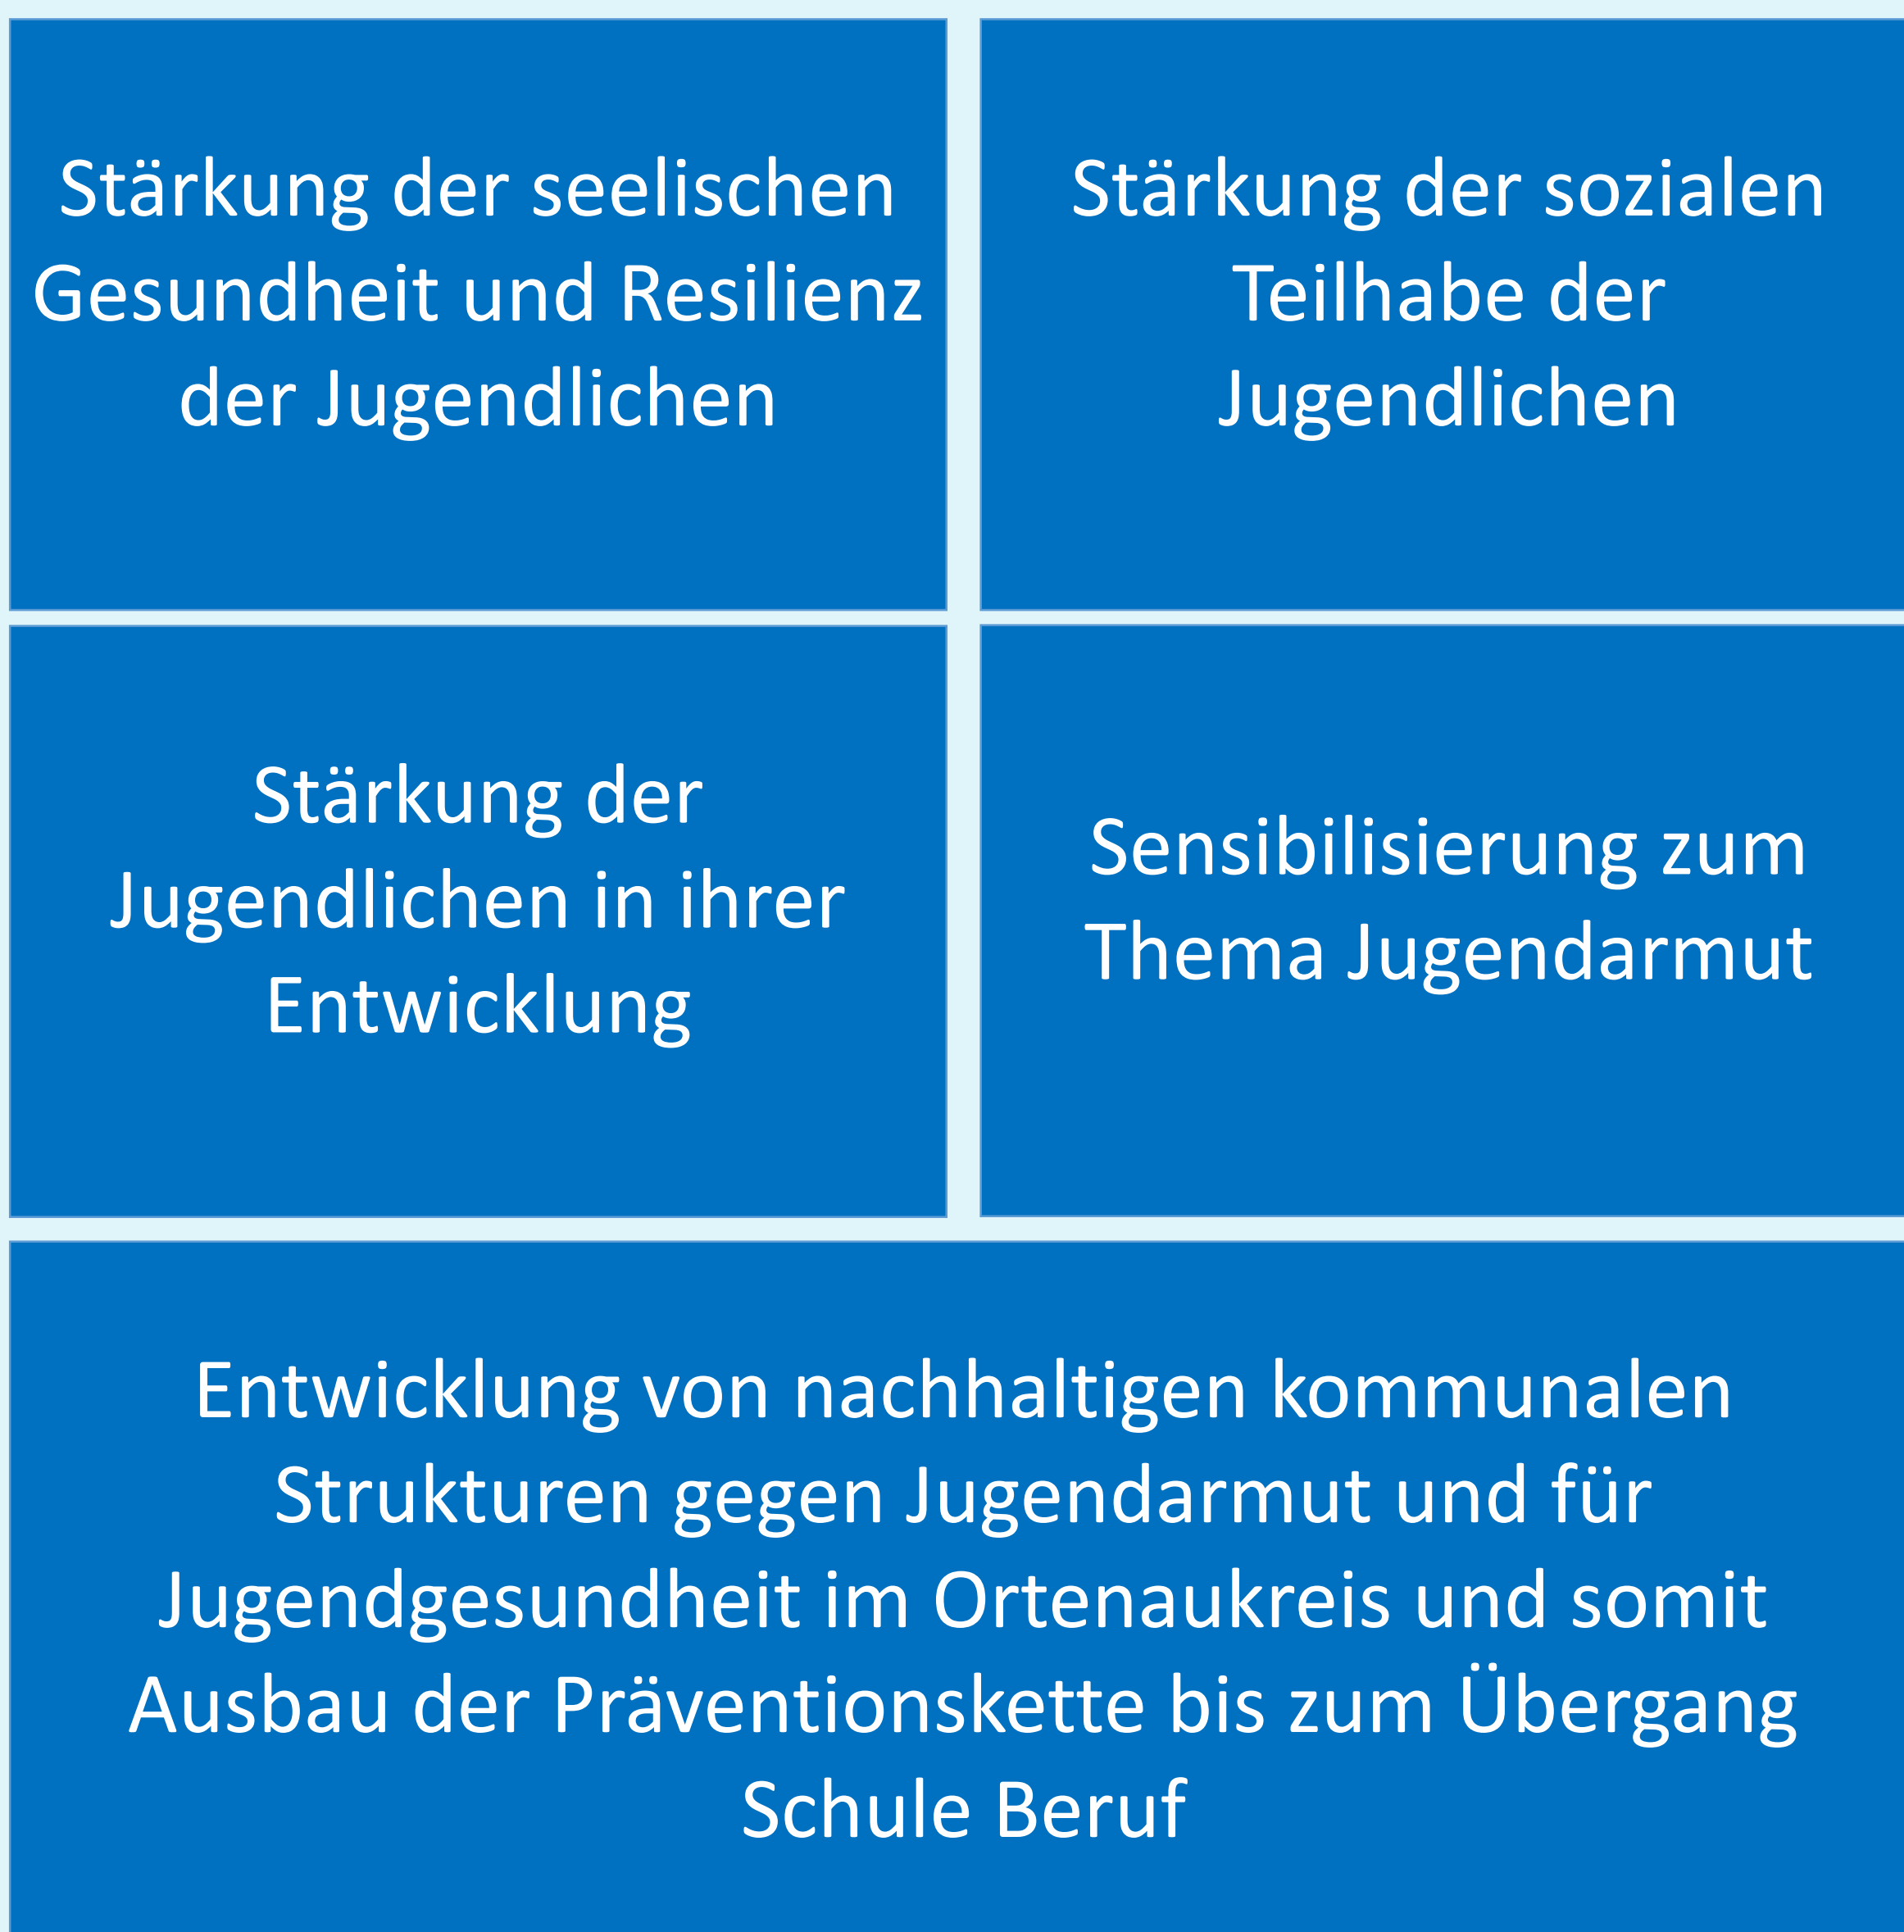 Stärkung der seelischen
Gesundheit und Resilienz
der Jugendlichen
Stärkung der sozialen
Teilhabe der
Jugendlichen
Stärkung der
Jugendlichen in ihrer
Entwicklung
Sensibilisierung zum
Thema Jugendarmut
Entwicklung von nachhaltigen kommunalen
Strukturen gegen Jugendarmut und für
Jugendgesundheit im Ortenaukreis und somit
Ausbau der Präventionskette bis zum Übergang
Schule Beruf